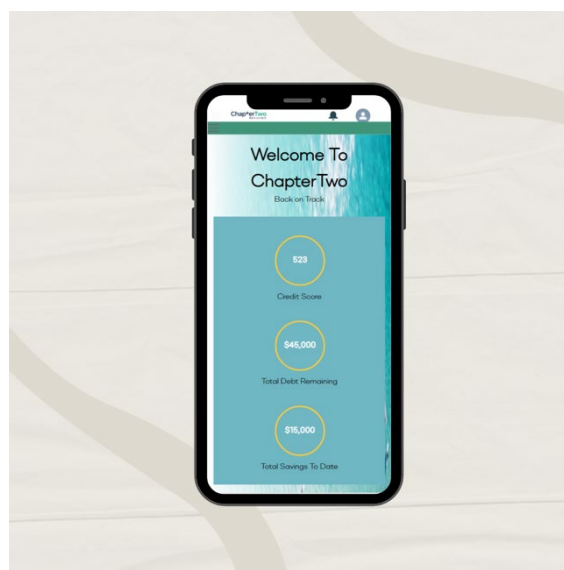 ChapterTwo
Welcome To
ChapterTwo
Back on Track
523
Credit Score
$45,000
Total Debt Remaining
$15,000
Total Savings To Date